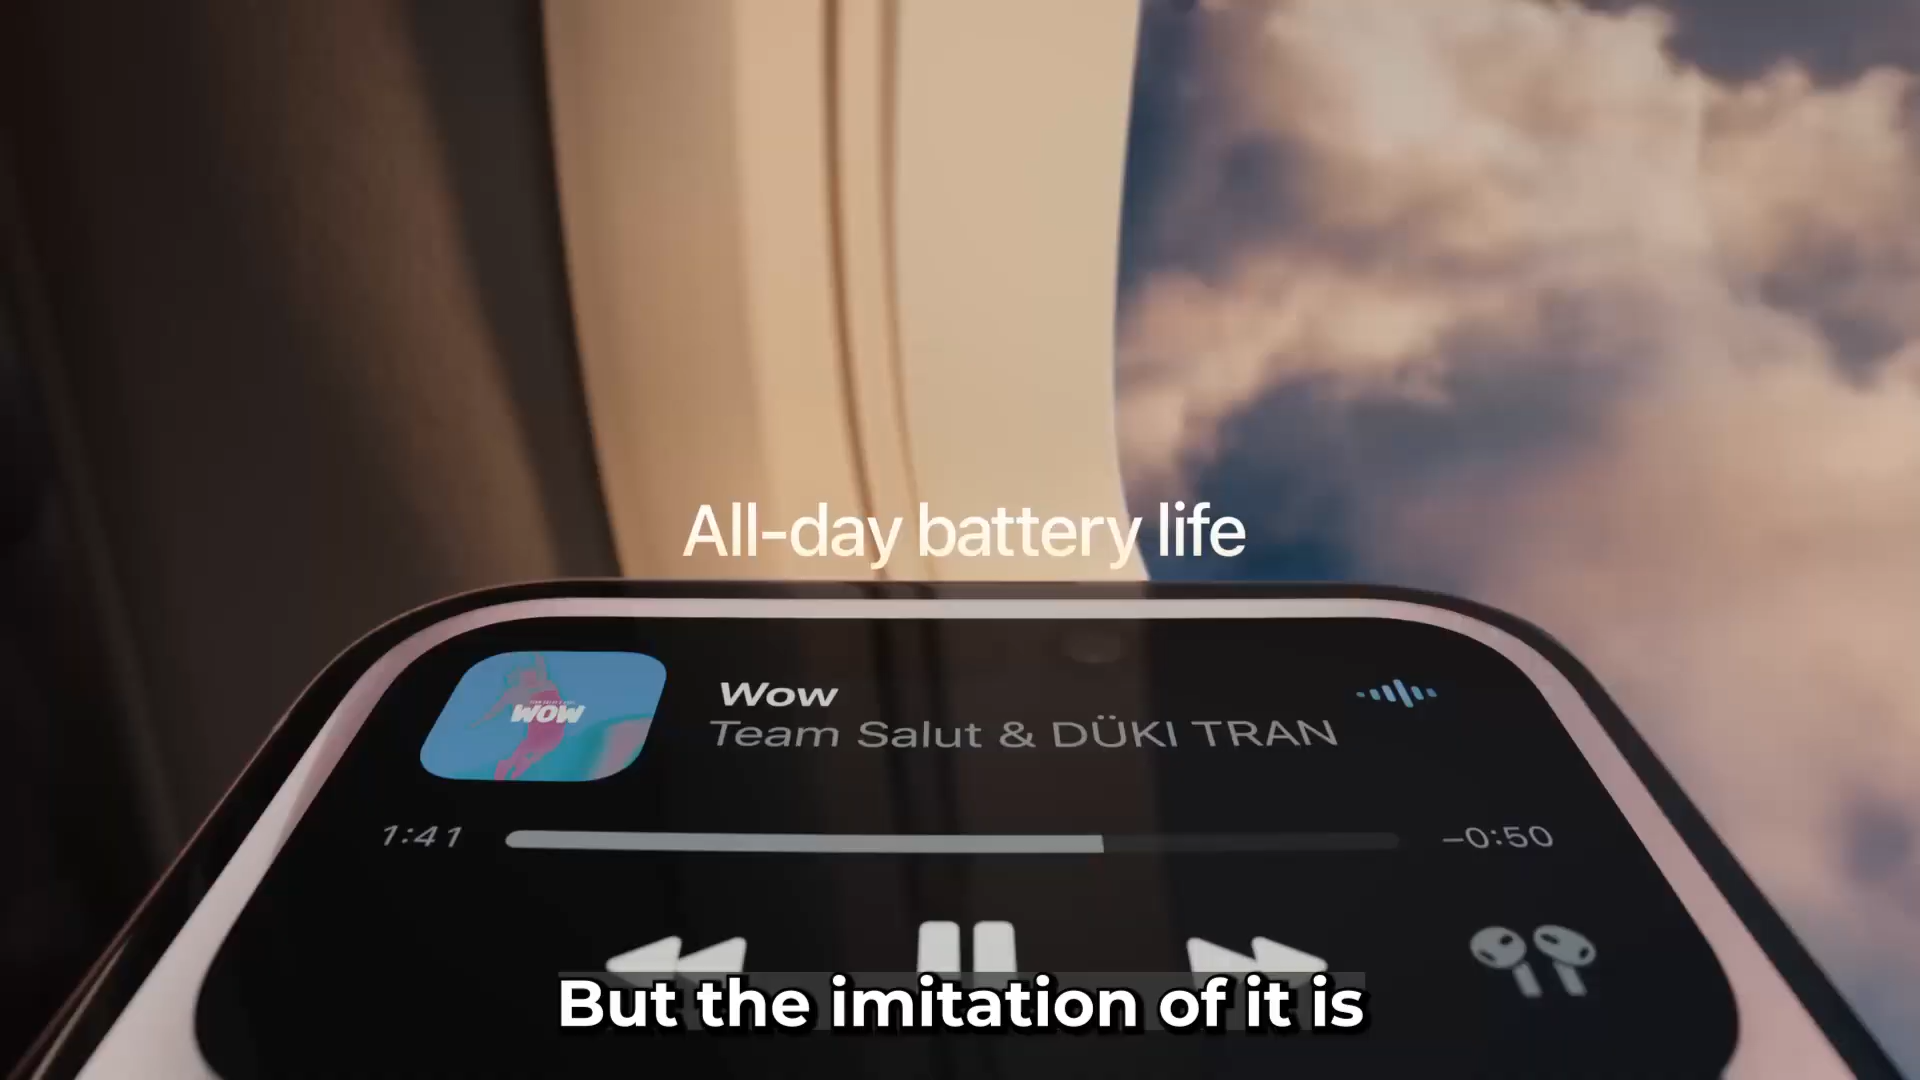 All-day battery life
WOW
Wow
Team Salut & DÜKI TRAN
1:41
−0:50
But the imitation of it is